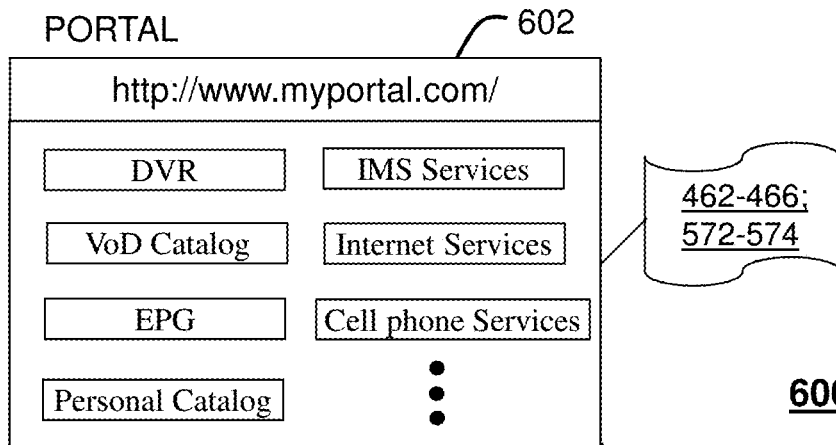 PORTAL
602
http://www.myportal.com/
DVR
IMS Services
462-466;
572-574
VoD Catalog
Internet Services
EPG
Cell phone Services
Personal Catalog